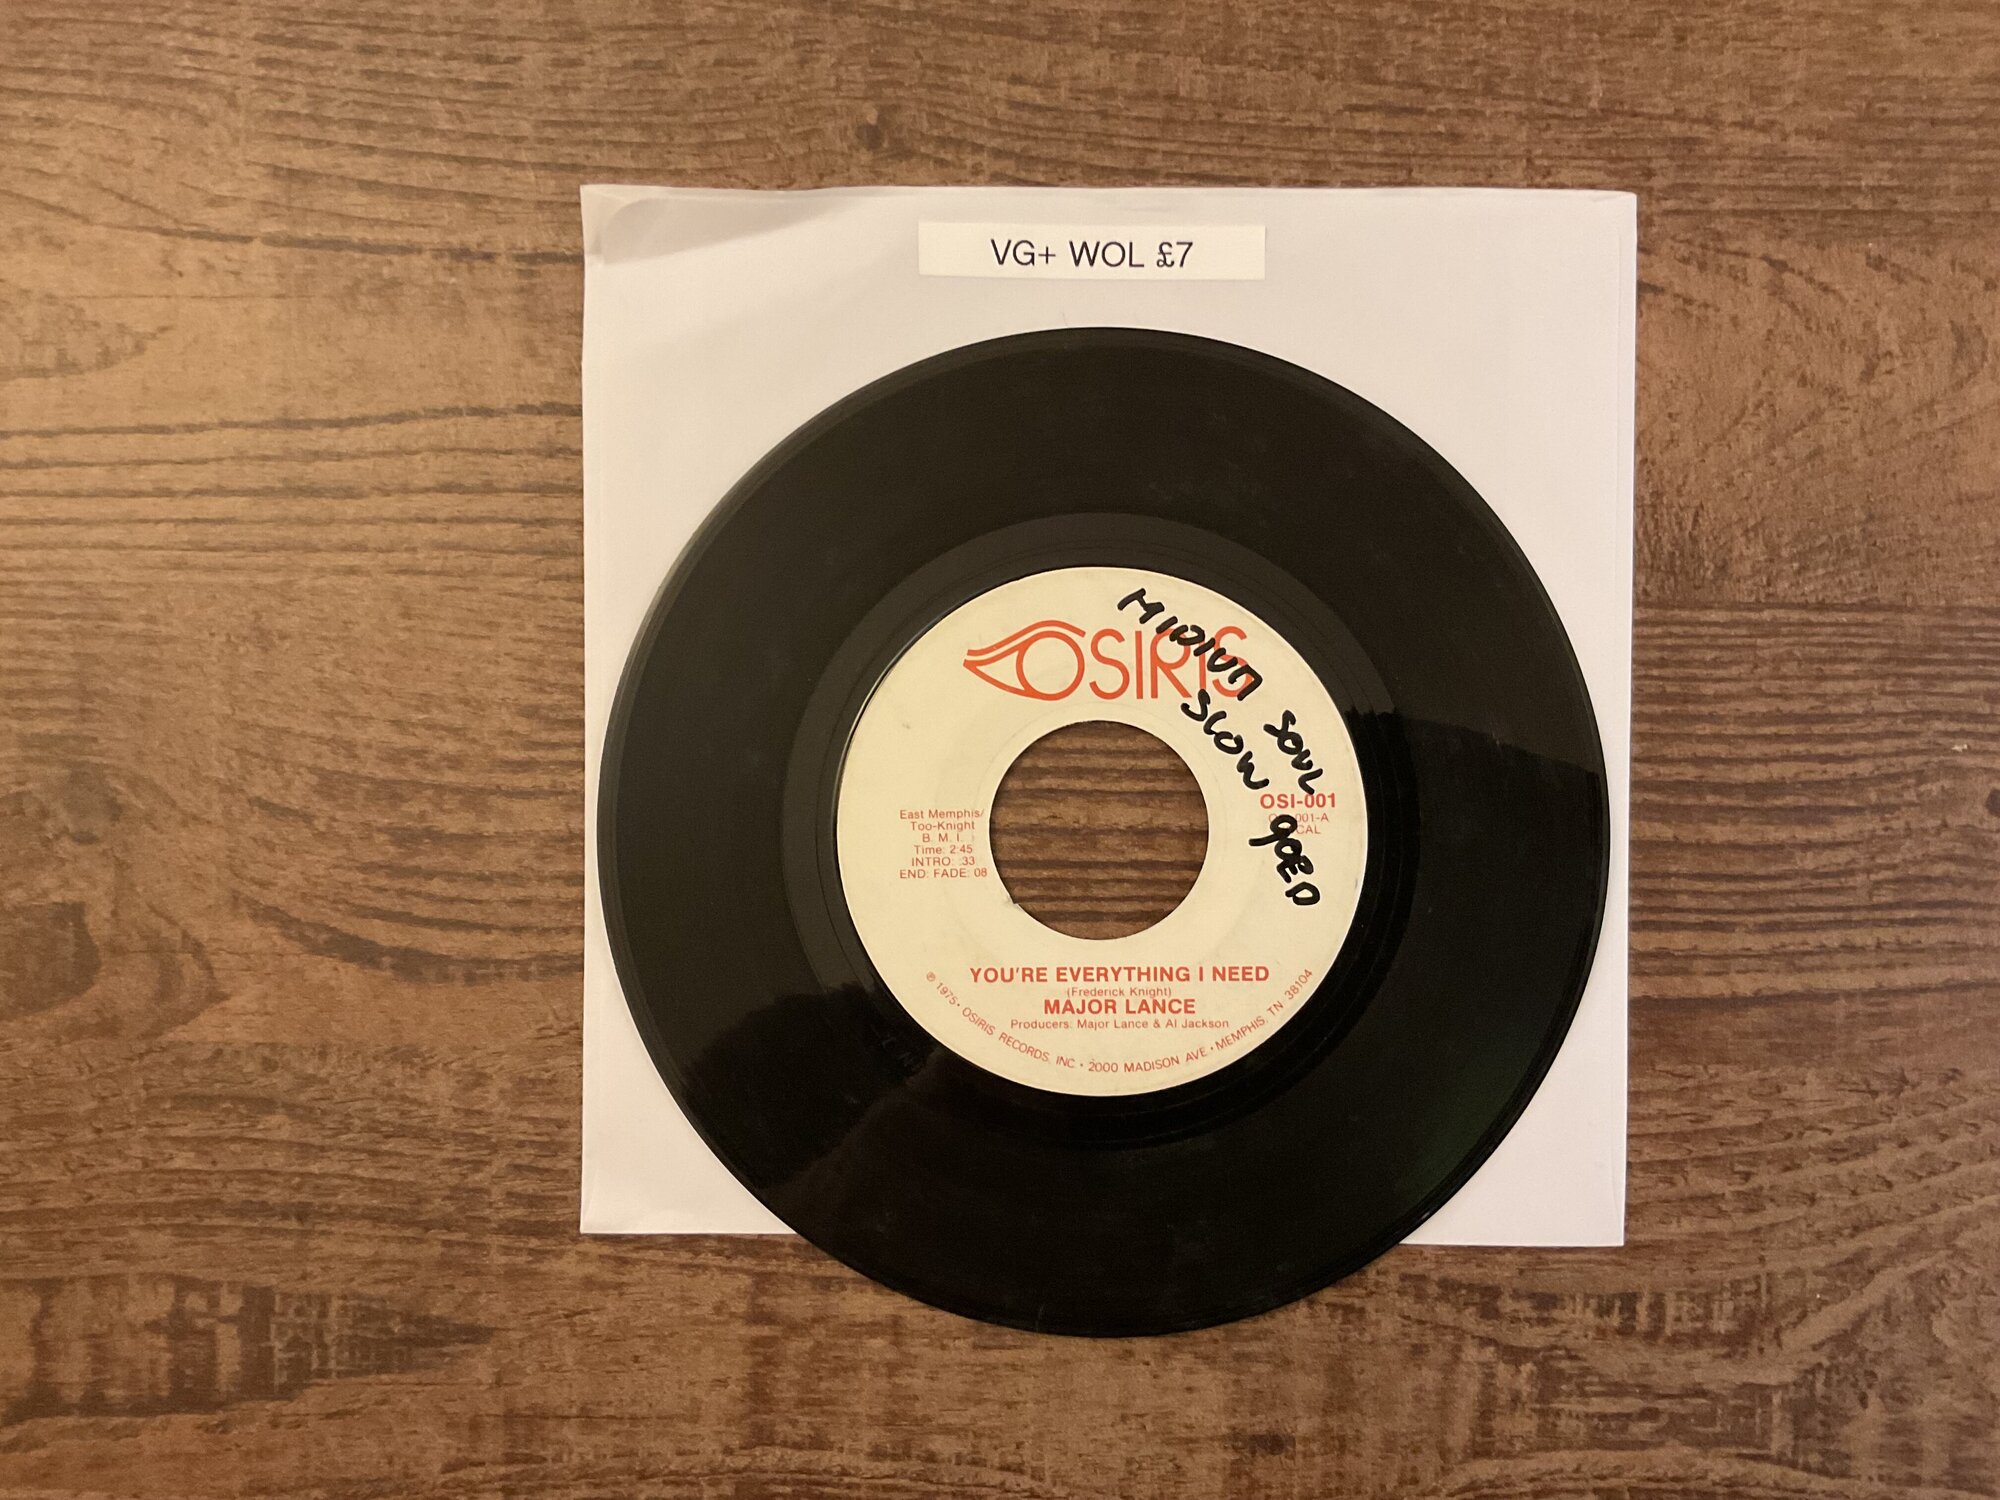 VG+ WOL £7
OSIRIS
MIDIUM SOUL
SLOW GOED
OSI-001
East Memphis/
Too-Knight
B. M. I.
Time: 2:45
INTRO: :33
END: FADE: 08
YOU'RE EVERYTHING I NEED
(Frederick Knight)
MAJOR LANCE
Producers: Major Lance & Al Jackson
℗ 1975 • OSIRIS RECORDS, INC • 2000 MADISON AVE • MEMPHIS, TN 38104